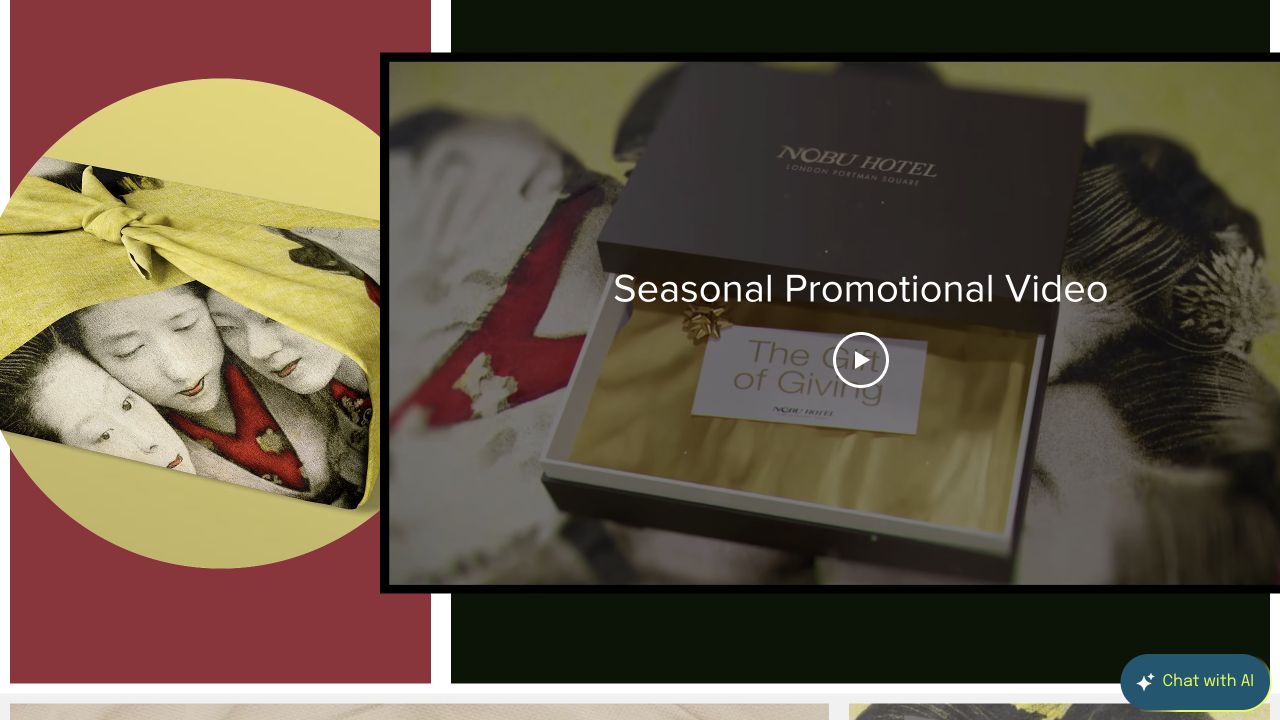 NOBU HOTEL
LONDON PORTMAN SQUARE
Seasonal Promotional Video
The Gift
of Giving
NOBU HOTEL
Chat with AI